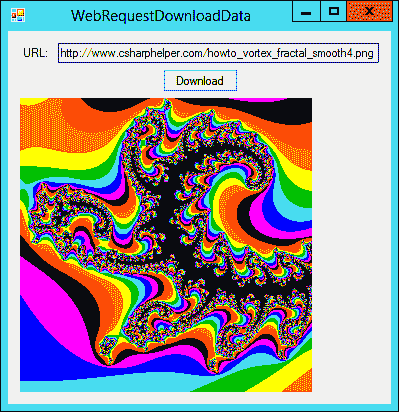 WebRequestDownloadData
URL: http://www.csharphelper.com/howto_vortex_fractal_smooth4.png
Download